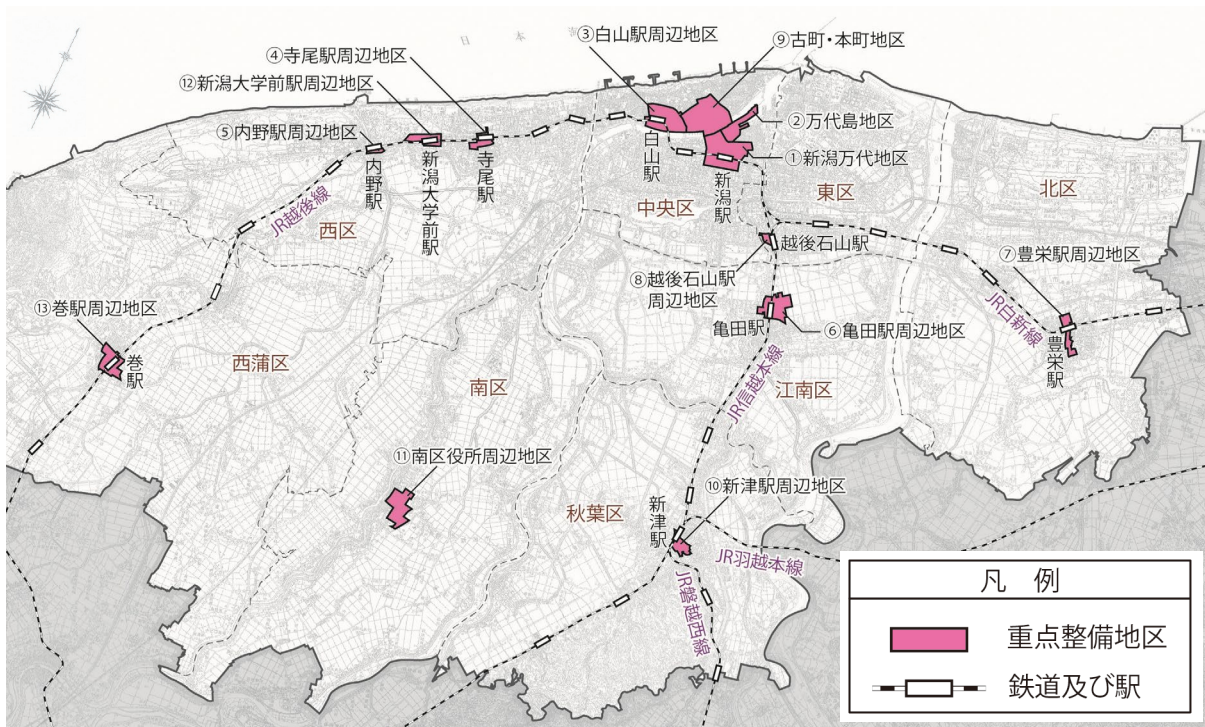 日本海
③白山駅周辺地区
⑨古町・本町地区
④寺尾駅周辺地区
⑫新潟大学前駅周辺地区
⑤内野駅周辺地区
②万代島地区
①新潟万代地区
白山駅
新潟駅
内野駅
新潟大学前駅
寺尾駅
JR越後線
西区
中央区
東区
北区
越後石山駅
⑧越後石山駅
周辺地区
⑦豊栄駅周辺地区
JR白新線
豊栄駅
⑬巻駅周辺地区
巻駅
亀田駅
⑥亀田駅周辺地区
西蒲区
南区
JR信越本線
江南区
⑪南区役所周辺地区
⑩新津駅周辺地区
新津駅
秋葉区
JR羽越本線
JR磐越西線
凡 例
重点整備地区
鉄道及び駅